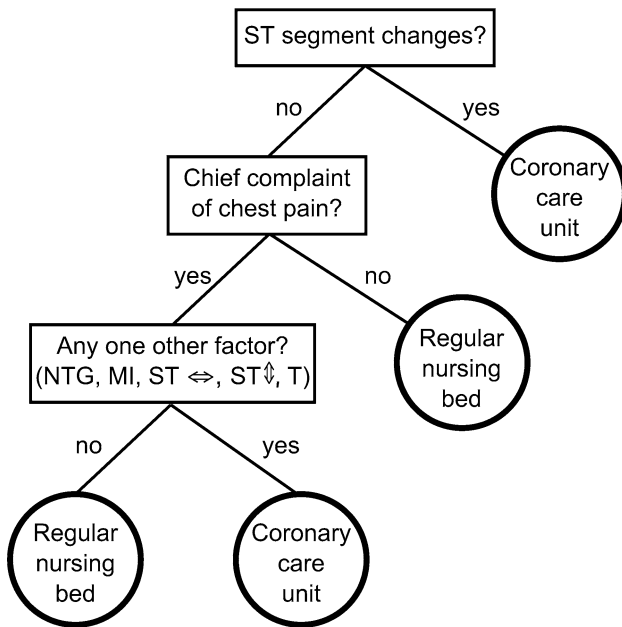 ST segment changes?
no
yes
Coronary
care
unit
Chief complaint
of chest pain?
yes
no
Regular
nursing
bed
Any one other factor?
(NTG, MI, ST ⇔, ST⇕, T)
no
yes
Regular
nursing
bed
Coronary
care
unit